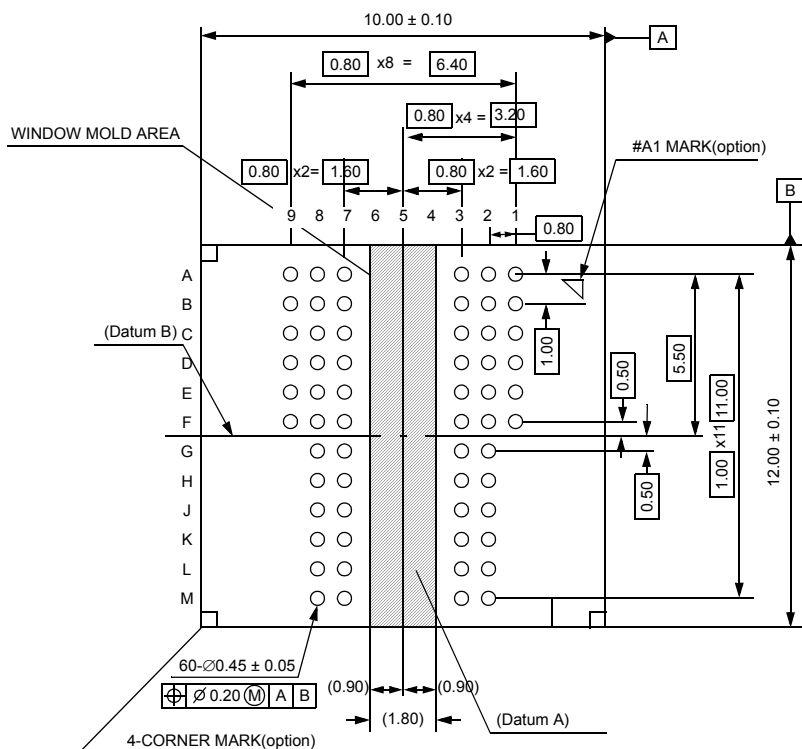 10.00 ± 0.10
A
0.80 x8 = 6.40
0.80 x4 = 3.20
WINDOW MOLD AREA
#A1 MARK(option)
0.80 x2= 1.60 0.80 x2 = 1.60
B
9 8 7 6 5 4 3 2 1
0.80
A
B
C
(Datum B)
D
E
F
G
H
J
K
L
M
1.00
0.50
0.50
5.50
1.00 x11 11.00
12.00 ± 0.10
60-∅0.45 ± 0.05
⌖ ∅ 0.20 Ⓜ A B
(0.90) (0.90)
(1.80)
(Datum A)
4-CORNER MARK(option)